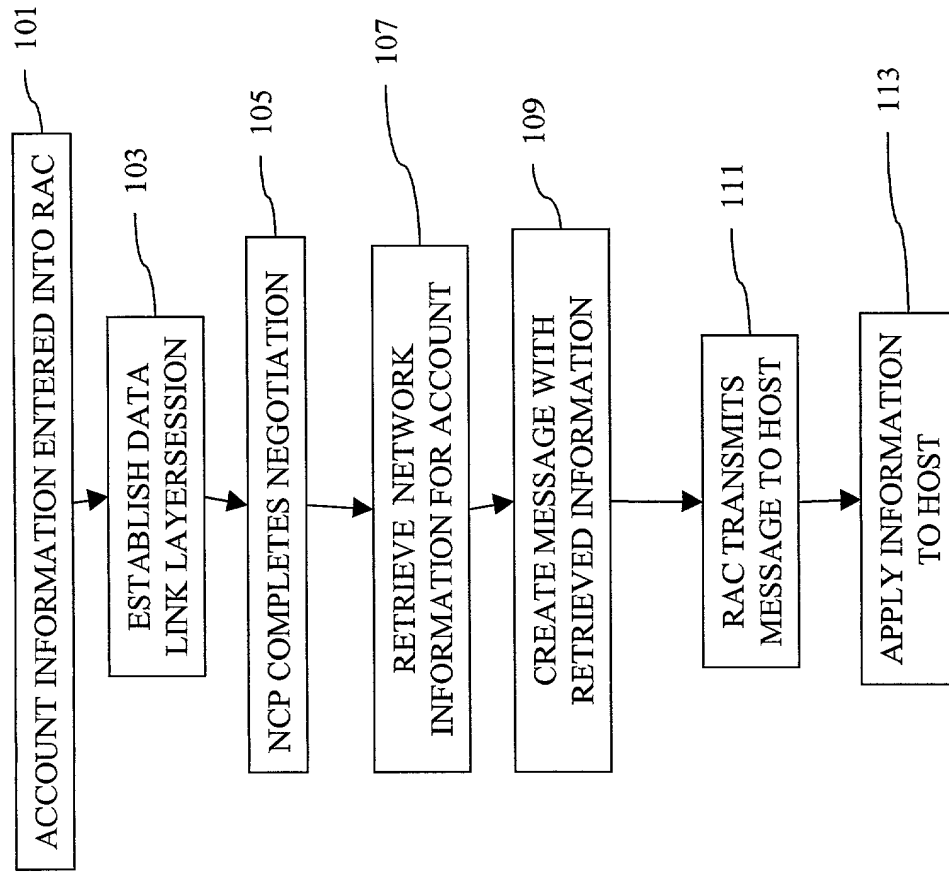 ACCOUNT INFORMATION ENTERED INTO RAC
101
ESTABLISH DATA
LINK LAYERSESSION
103
NCP COMPLETES NEGOTIATION
105
RETRIEVE NETWORK
INFORMATION FOR ACCOUNT
107
CREATE MESSAGE WITH
RETRIEVED INFORMATION
109
RAC TRANSMITS
MESSAGE TO HOST
111
APPLY INFORMATION
TO HOST
113